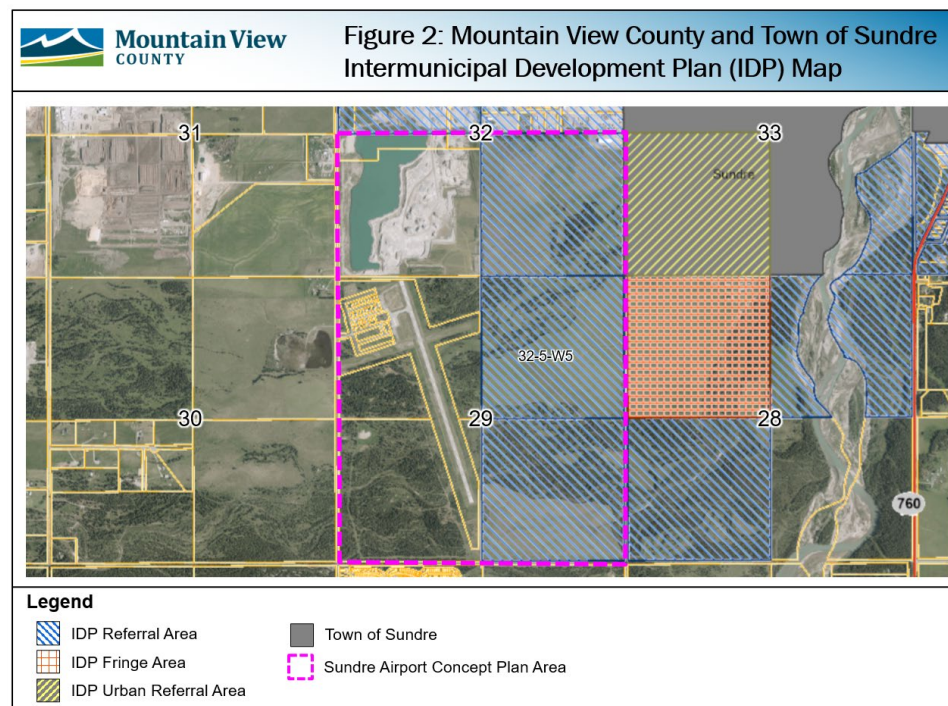 Mountain View
COUNTY
Figure 2: Mountain View County and Town of Sundre
Intermunicipal Development Plan (IDP) Map
31
32
33
Sundre
32-5-W5
30
29
28
760
Legend
IDP Referral Area
IDP Fringe Area
IDP Urban Referral Area
Town of Sundre
Sundre Airport Concept Plan Area